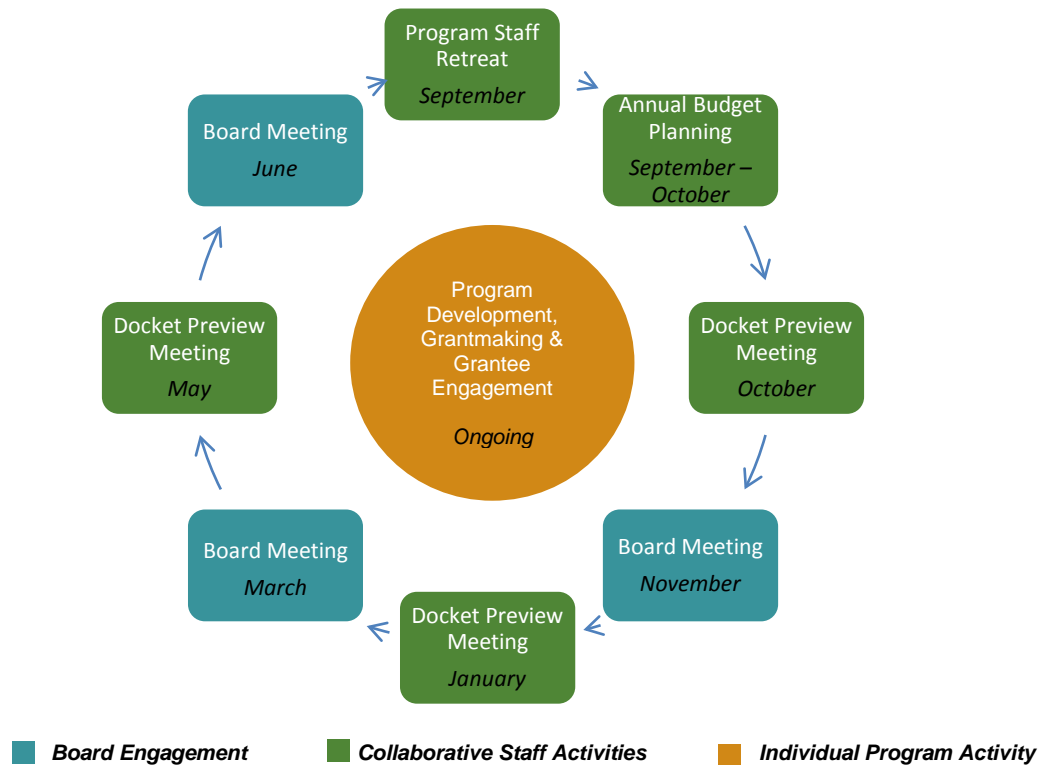 Program Staff
Retreat
September
Annual Budget
Planning
September –
October
Docket Preview
Meeting
October
Board Meeting
November
Docket Preview
Meeting
January
Board Meeting
March
Docket Preview
Meeting
May
Board Meeting
June
Program
Development,
Grantmaking &
Grantee
Engagement
Ongoing
Board Engagement
Collaborative Staff Activities
Individual Program Activity